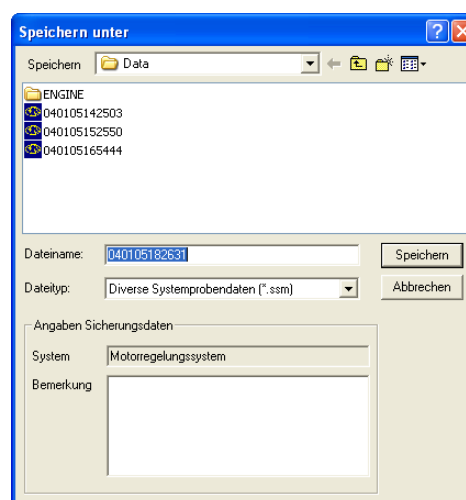 Speichern unter
Speichern Data
ENGINE
040105142503
040105152550
040105165444
Dateiname: 040105182631 Speichern
Dateityp: Diverse Systemprobendaten (*.ssm) Abbrechen
Angaben Sicherungsdaten
System Motorregelungssystem
Bemerkung